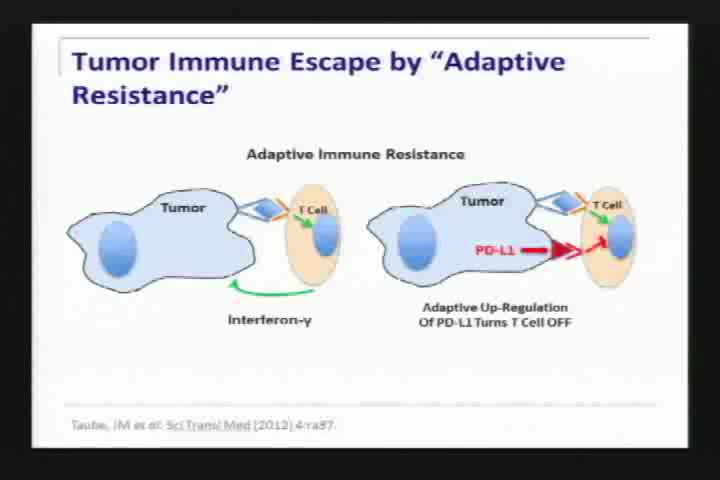 Tumor Immune Escape by “Adaptive
Resistance”
Adaptive Immune Resistance
Tumor
T Cell
Interferon-γ
Tumor
T Cell
PD-L1
Adaptive Up-Regulation
Of PD-L1 Turns T Cell OFF
Taube, JM et al. Sci Transl Med (2012) 4:ra37.